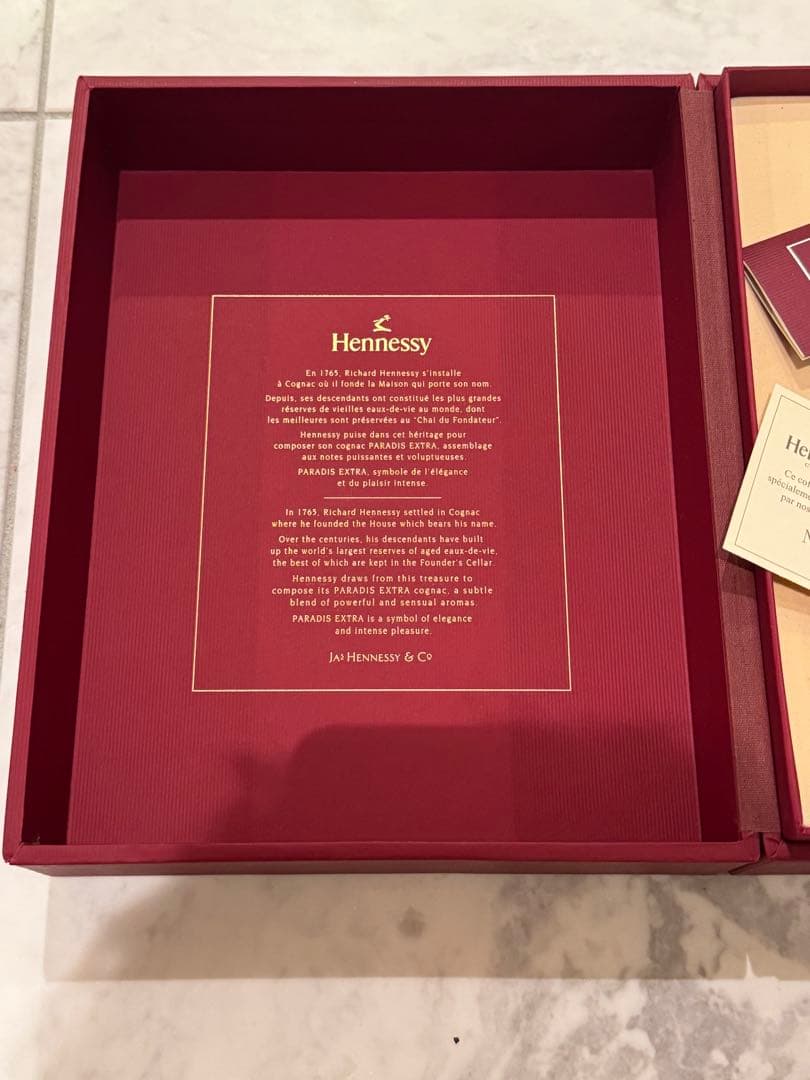 Hennessy
En 1765, Richard Hennessy s'installe
à Cognac où il fonde la Maison qui porte son nom.
Depuis, ses descendants ont constitué les plus grandes
réserves de vieilles eaux-de-vie au monde, dont
les meilleures sont préservées au "Chai du Fondateur".
Hennessy puise dans cet héritage pour
composer son cognac PARADIS EXTRA, assemblage
aux notes puissantes et voluptueuses.
PARADIS EXTRA, symbole de l'élégance
et du plaisir intense.
In 1765, Richard Hennessy settled in Cognac
where he founded the House which bears his name.
Over the centuries, his descendants have built
up the world's largest reserves of aged eaux-de-vie,
the best of which are kept in the Founder's Cellar.
Hennessy draws from this treasure to
compose its PARADIS EXTRA cognac, a subtle
blend of powerful and sensual aromas.
PARADIS EXTRA is a symbol of elegance
and intense pleasure.
JAS HENNESSY & CO
Ce
par nos